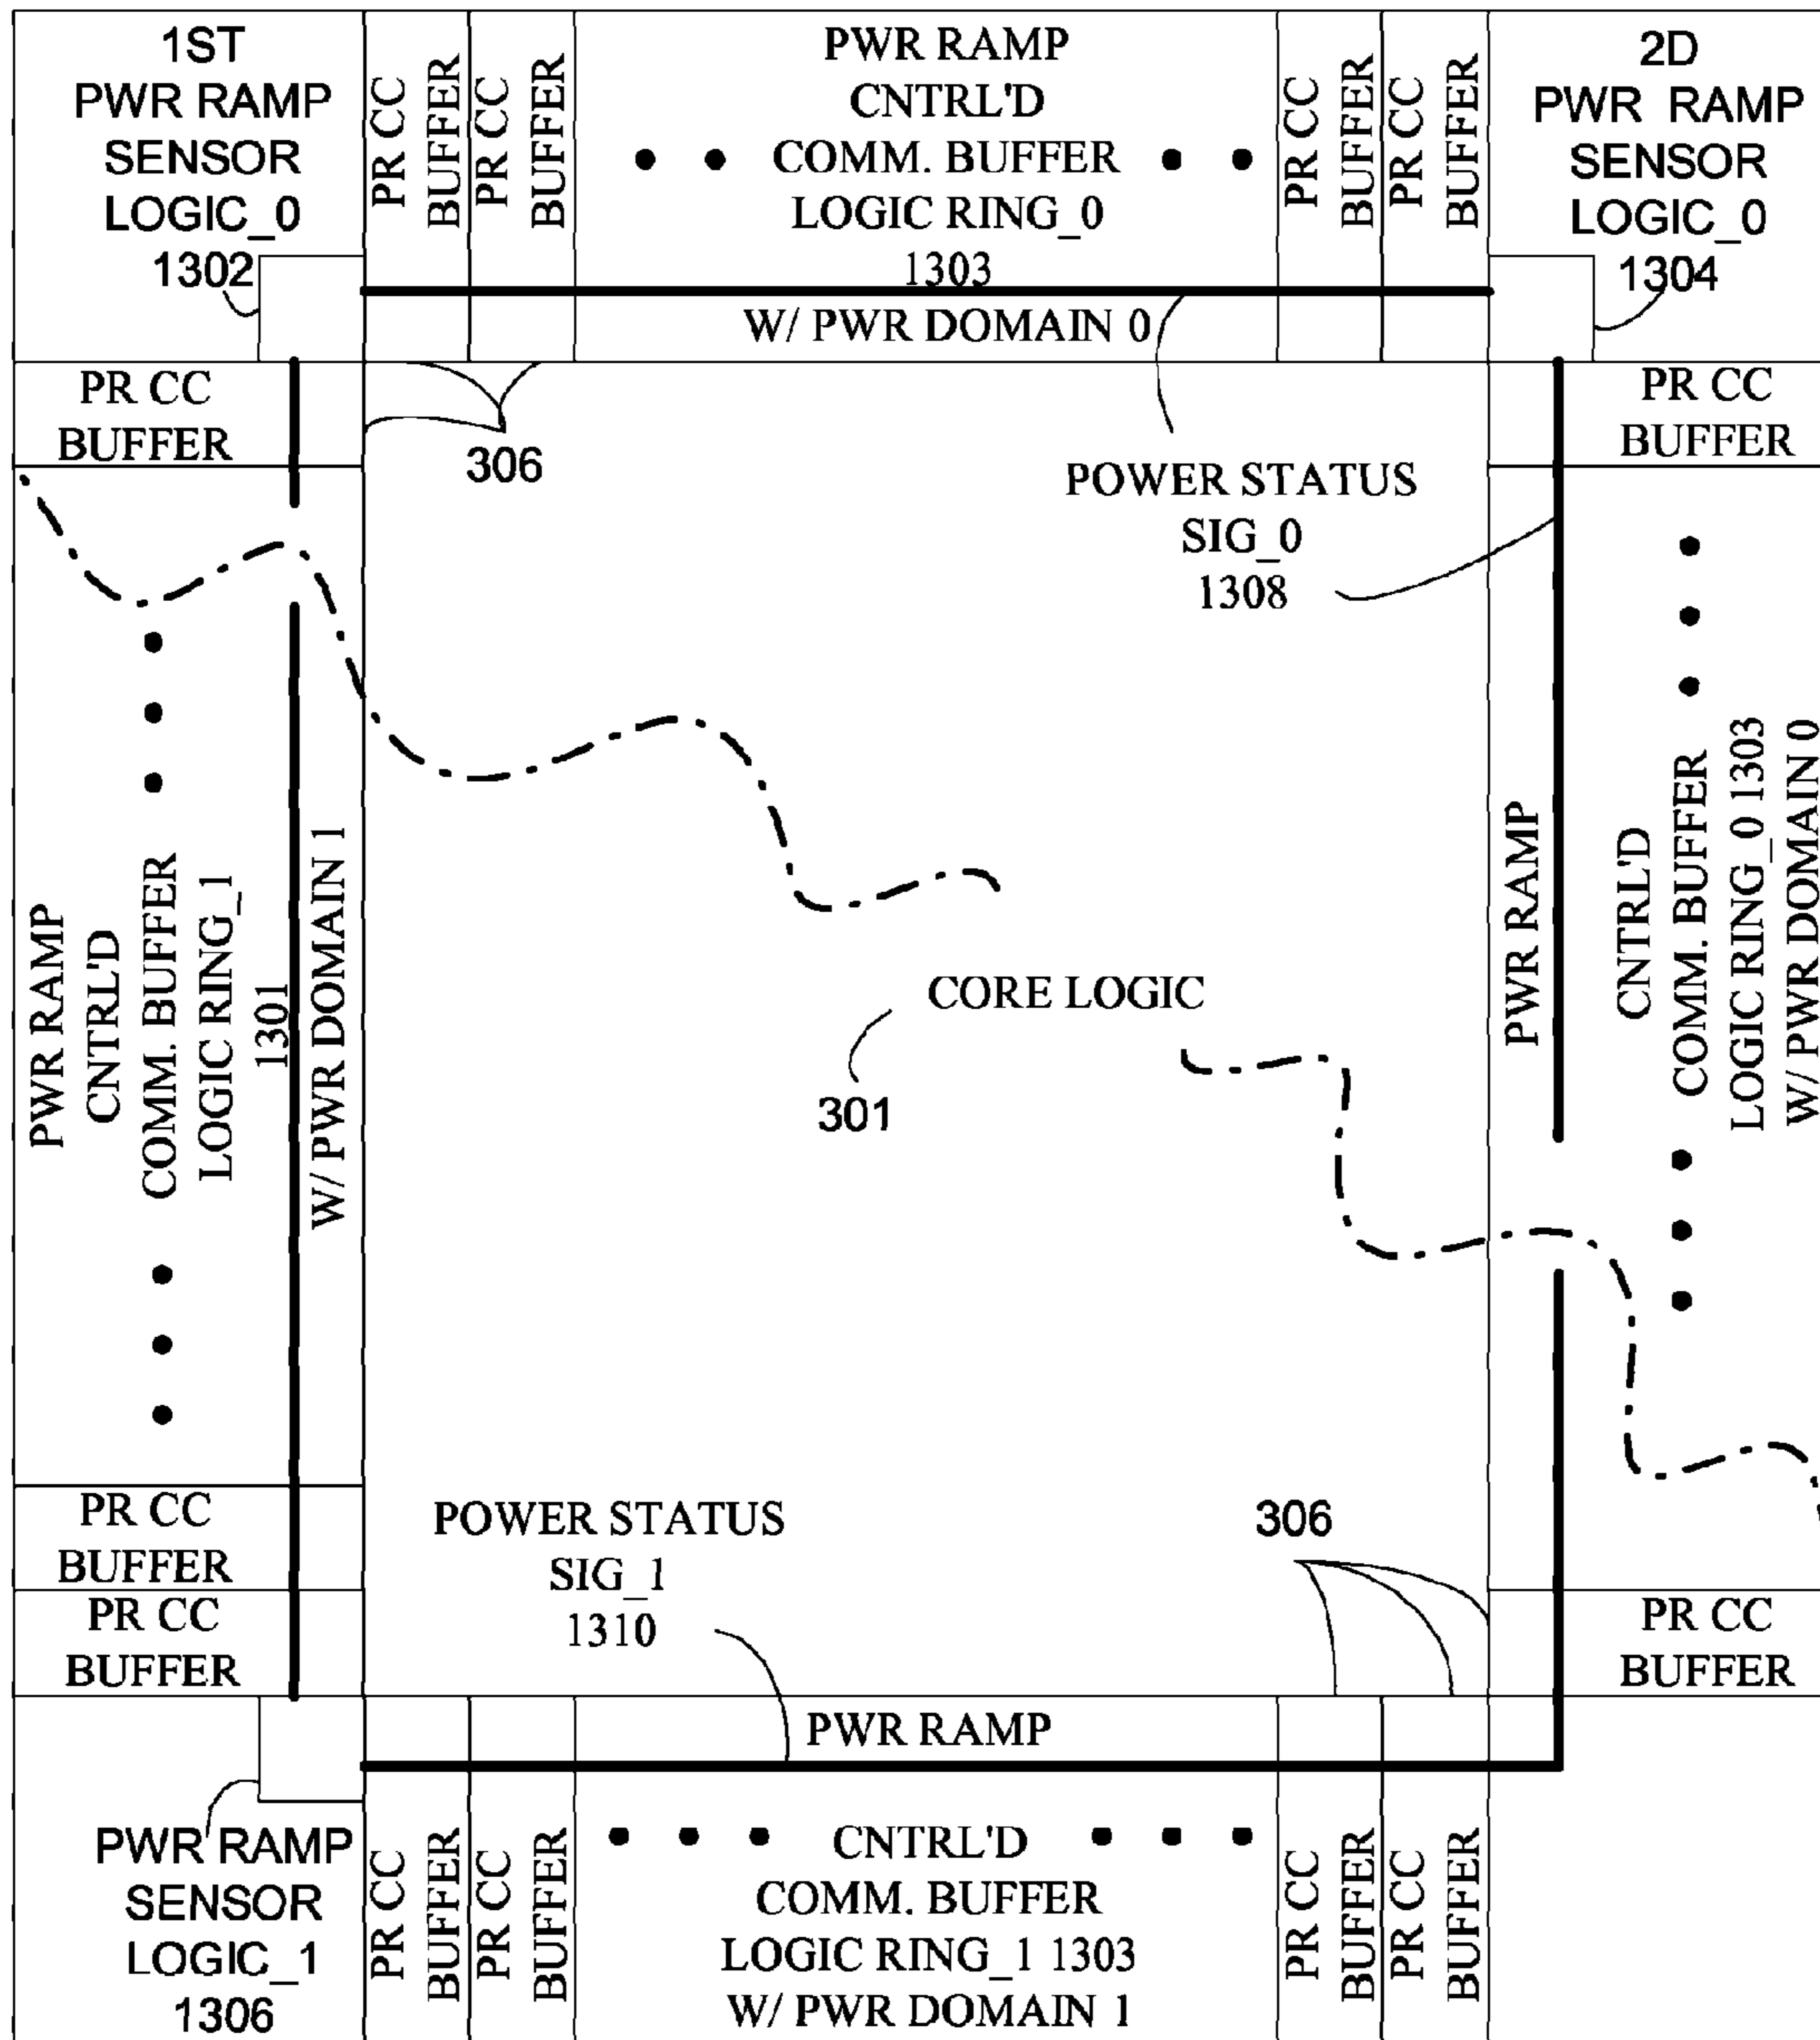 1ST
PWR RAMP
SENSOR
LOGIC_0
1302
PR CC
BUFFER
PR CC
BUFFER
PWR RAMP
CNTRL'D
COMM. BUFFER
LOGIC RING_0
1303
W/ PWR DOMAIN 0
PR CC
BUFFER
PR CC
BUFFER
2D
PWR RAMP
SENSOR
LOGIC_0
1304
PR CC
BUFFER
306
POWER STATUS
SIG_0
1308
PR CC
BUFFER
PWR RAMP
CNTRL'D
COMM. BUFFER
LOGIC RING_1
1301
W/ PWR DOMAIN 1
CORE LOGIC
301
PWR RAMP
CNTRL'D
COMM. BUFFER
LOGIC RING_0 1303
W/ PWR DOMAIN 0
PR CC
BUFFER
PR CC
BUFFER
POWER STATUS
SIG_1
1310
306
PR CC
BUFFER
PWR RAMP
SENSOR
LOGIC_1
1306
PR CC
BUFFER
PR CC
BUFFER
PWR RAMP
CNTRL'D
COMM. BUFFER
LOGIC RING_1 1303
W/ PWR DOMAIN 1
PR CC
BUFFER
PR CC
BUFFER